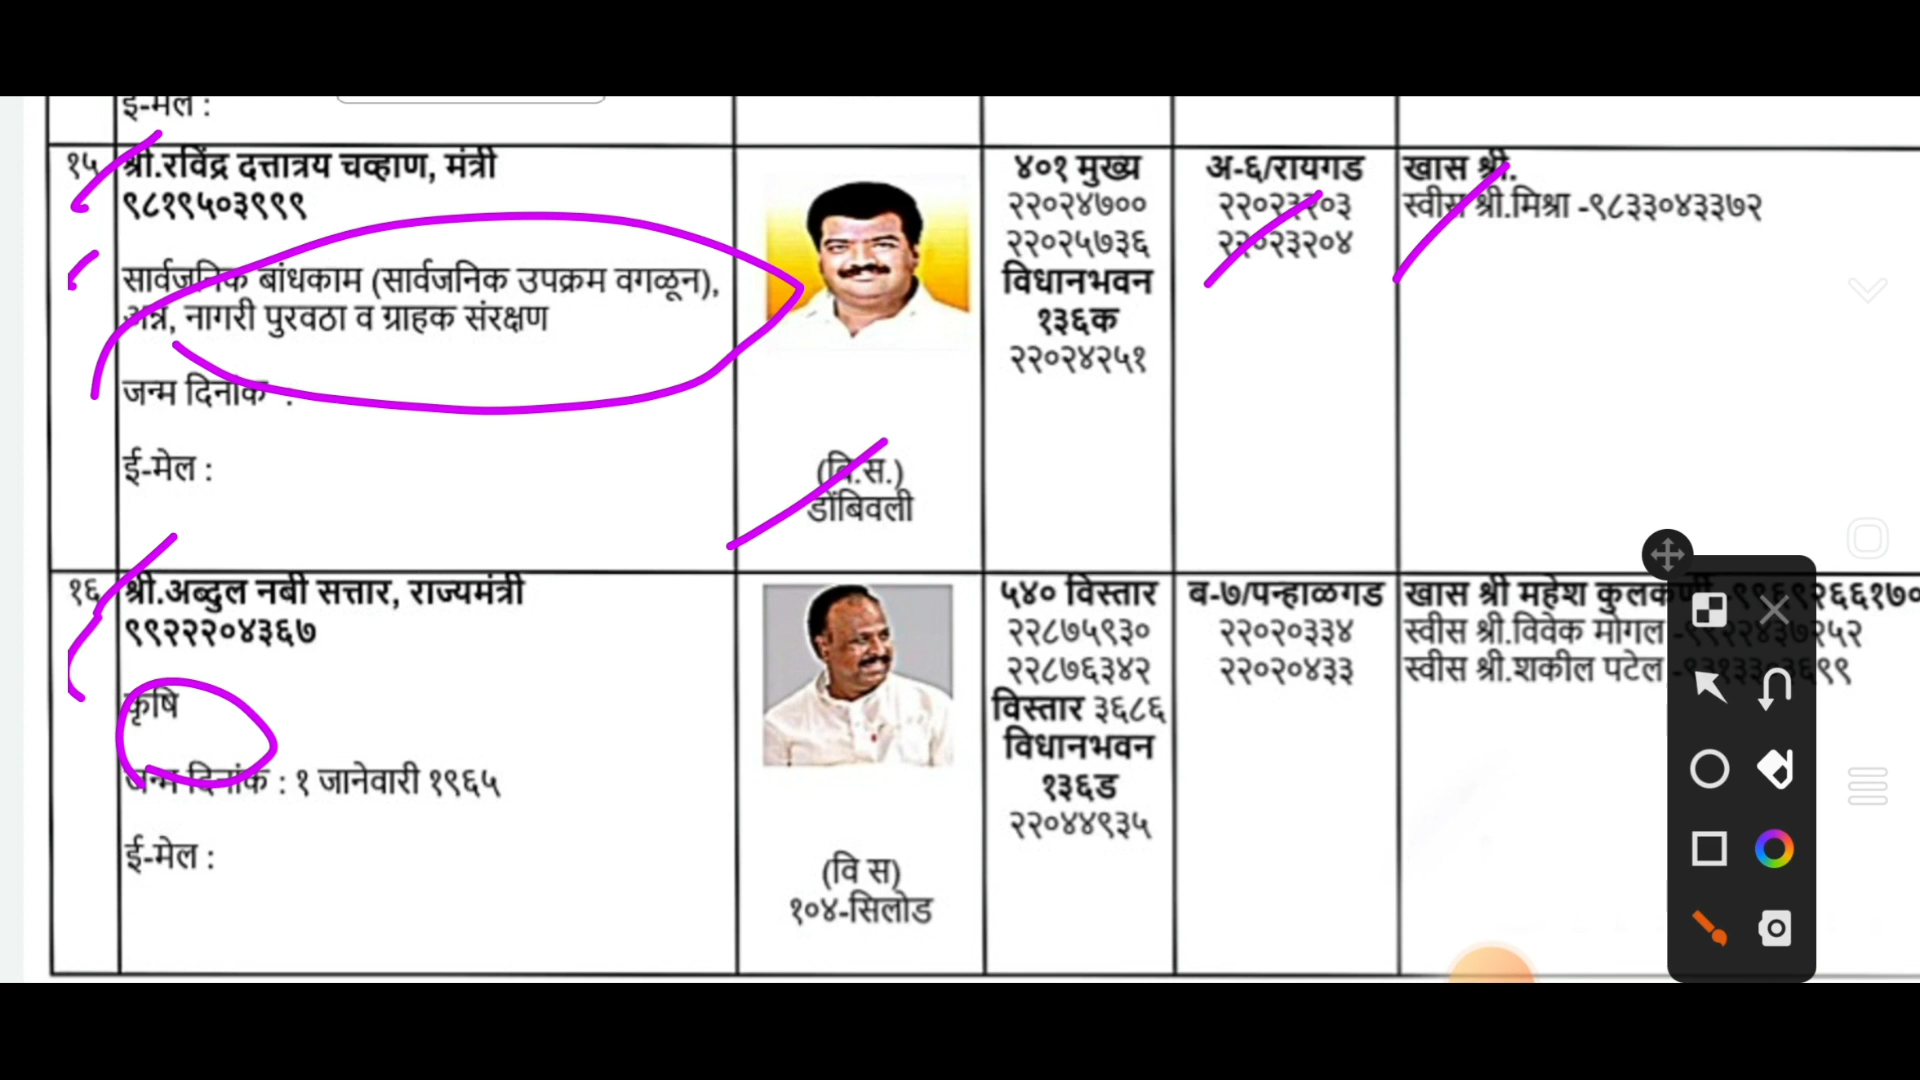 ई-मेल :
१५
श्री.रविंद्र दत्तात्रय चव्हाण, मंत्री
९८१९५०३९९९
सार्वजनिक बांधकाम (सार्वजनिक उपक्रम वगळून),
अन्न, नागरी पुरवठा व ग्राहक संरक्षण
जन्म दिनांक :
ई-मेल :
(वि.स.)
डोंबिवली
४०१ मुख्य
२२०२४७००
२२०२५७३६
विधानभवन
१३६क
२२०२४२५१
अ-६/रायगड
२२०२३२०३
२२०२३२०४
खास श्री.
स्वीस श्री.मिश्रा -९८३३०४३३७२
१६
श्री.अब्दुल नबी सत्तार, राज्यमंत्री
९९२२२०४३६७
कृषि
जन्म दिनांक : १ जानेवारी १९६५
ई-मेल :
(वि स)
१०४-सिलोड
५४० विस्तार
२२८७५९३०
२२८७६३४२
विस्तार ३६८६
विधानभवन
१३६ड
२२०४४९३५
ब-७/पन्हाळगड
२२०२०३३४
२२०२०४३३
खास श्री महेश कुलकर्णी
स्वीस श्री.विवेक मोगल
स्वीस श्री.शकील पटेल